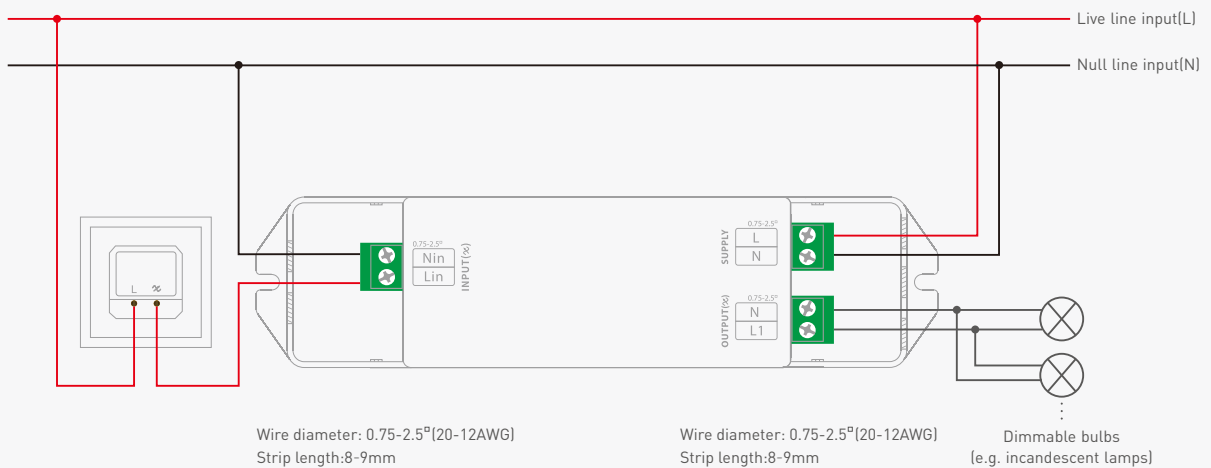 Live line input(L)
Null line input(N)
0.75-2.5▫
Nin
Lin
INPUT(%)
0.75-2.5▫
L
N
SUPPLY
0.75-2.5▫
N
L1
OUTPUT(%)
L
Wire diameter: 0.75-2.5▫(20-12AWG)
Strip length:8-9mm
Wire diameter: 0.75-2.5▫(20-12AWG)
Strip length:8-9mm
Dimmable bulbs
(e.g. incandescent lamps)